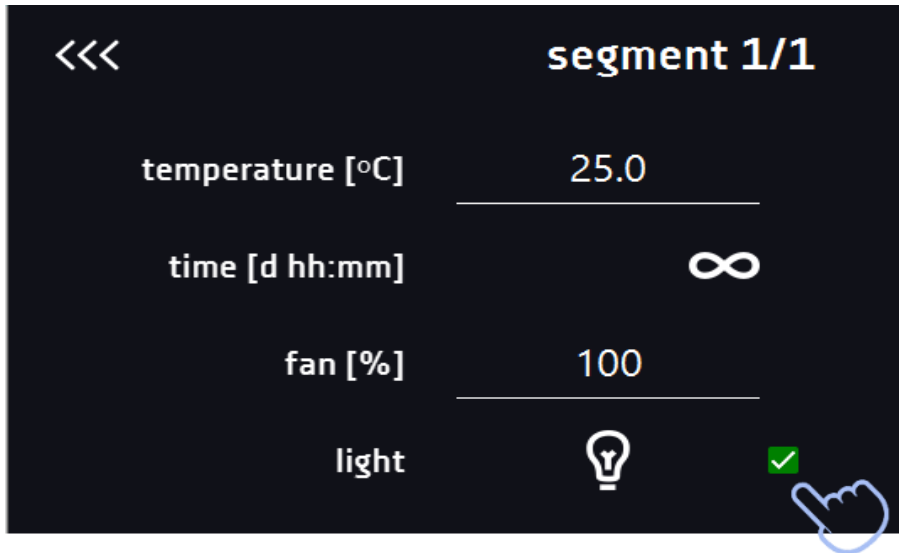 <<< segment 1/1
temperature [°C] 25.0
time [d hh:mm] ∞
fan [%] 100
light